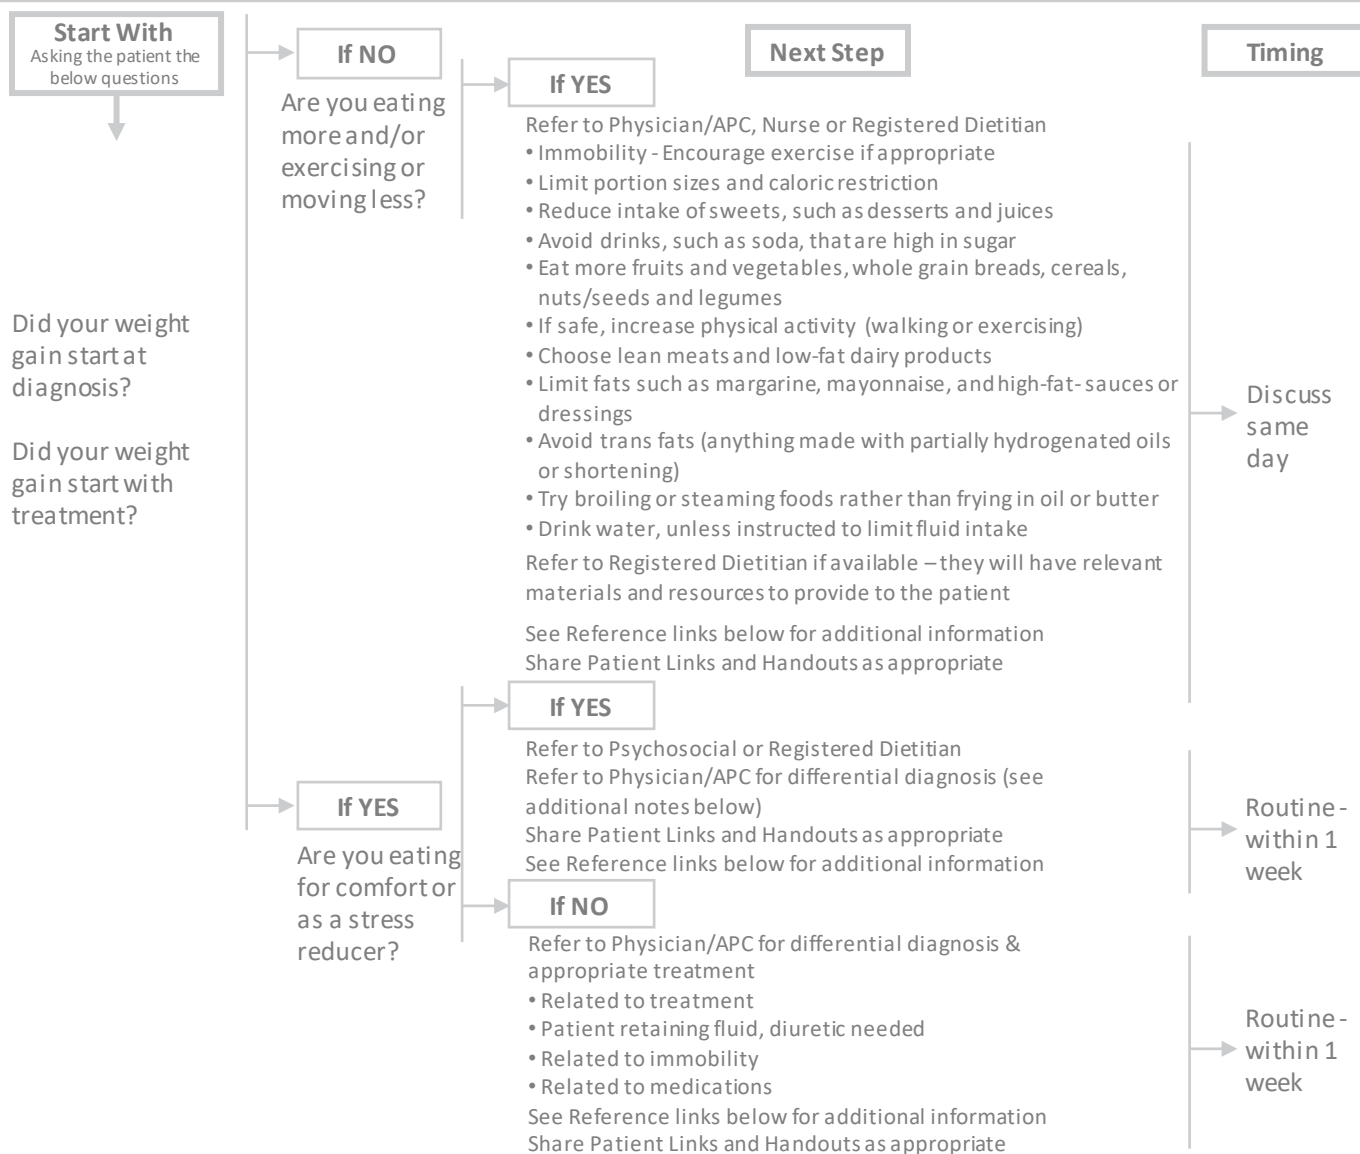 Start With
Asking the patient the
below questions
Did your weight
gain start at
diagnosis?
Did your weight
gain start with
treatment?
If NO
Are you eating
more and/or
exercising or
moving less?
If YES
Are you eating
for comfort or
as a stress
reducer?
Next Step
If YES
Refer to Physician/APC, Nurse or Registered Dietitian
• Immobility - Encourage exercise if appropriate
• Limit portion sizes and caloric restriction
• Reduce intake of sweets, such as desserts and juices
• Avoid drinks, such as soda, that are high in sugar
• Eat more fruits and vegetables, whole grain breads, cereals,
nuts/seeds and legumes
• If safe, increase physical activity (walking or exercising)
• Choose lean meats and low-fat dairy products
• Limit fats such as margarine, mayonnaise, and high-fat- sauces or
dressings
• Avoid trans fats (anything made with partially hydrogenated oils
or shortening)
• Try broiling or steaming foods rather than frying in oil or butter
• Drink water, unless instructed to limit fluid intake
Refer to Registered Dietitian if available – they will have relevant
materials and resources to provide to the patient
See Reference links below for additional information
Share Patient Links and Handouts as appropriate
If YES
Refer to Psychosocial or Registered Dietitian
Refer to Physician/APC for differential diagnosis (see
additional notes below)
Share Patient Links and Handouts as appropriate
See Reference links below for additional information
If NO
Refer to Physician/APC for differential diagnosis &
appropriate treatment
• Related to treatment
• Patient retaining fluid, diuretic needed
• Related to immobility
• Related to medications
See Reference links below for additional information
Share Patient Links and Handouts as appropriate
Timing
Discuss
same
day
Routine -
within 1
week
Routine -
within 1
week